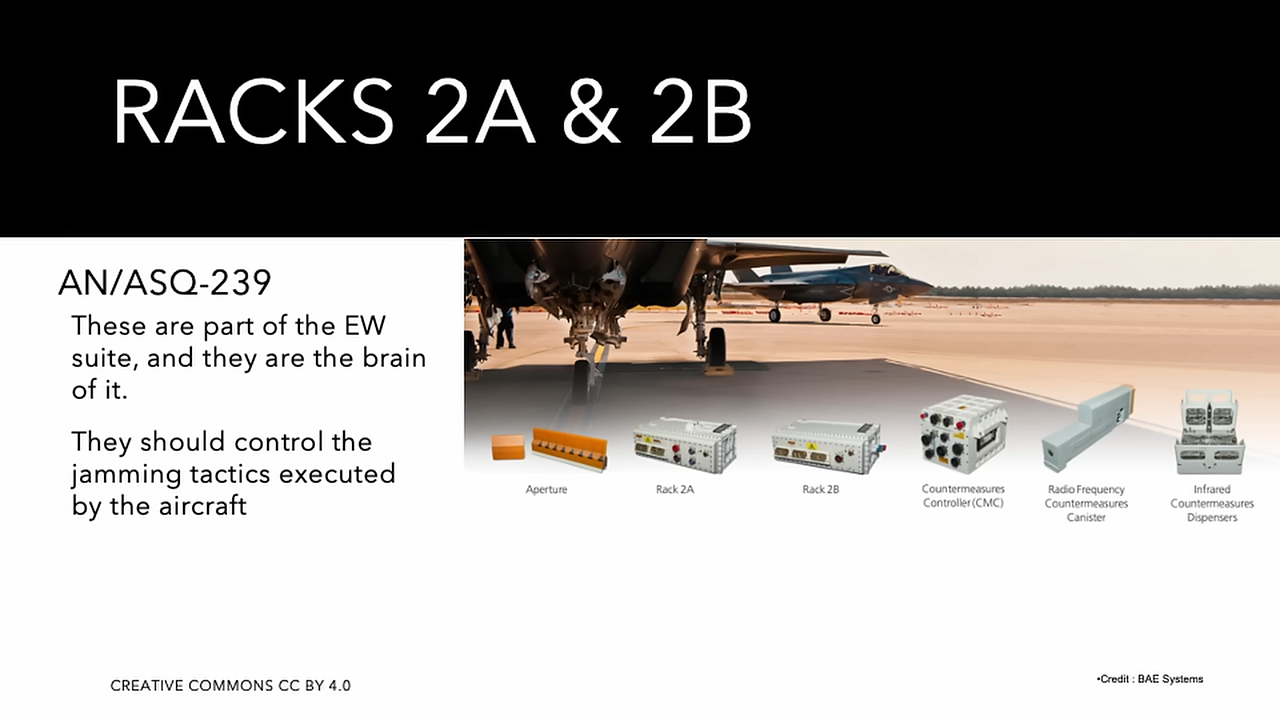 RACKS 2A & 2B
AN/ASQ-239
These are part of the EW
suite, and they are the brain
of it.
They should control the
jamming tactics executed
by the aircraft
Aperture
Rack 2A
Rack 2B
Countermeasures
Controller (CMC)
Radio Frequency
Countermeasures
Canister
Infrared
Countermeasures
Dispensers
CREATIVE COMMONS CC BY 4.0
•Credit : BAE Systems